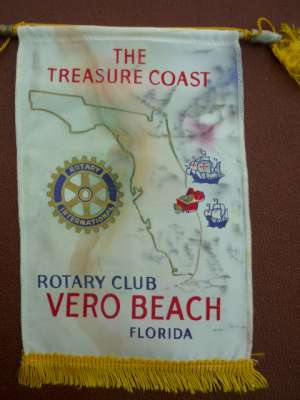 THE
TREASURE COAST
ROTARY
INTERNATIONAL
ROTARY CLUB
VERO BEACH
FLORIDA